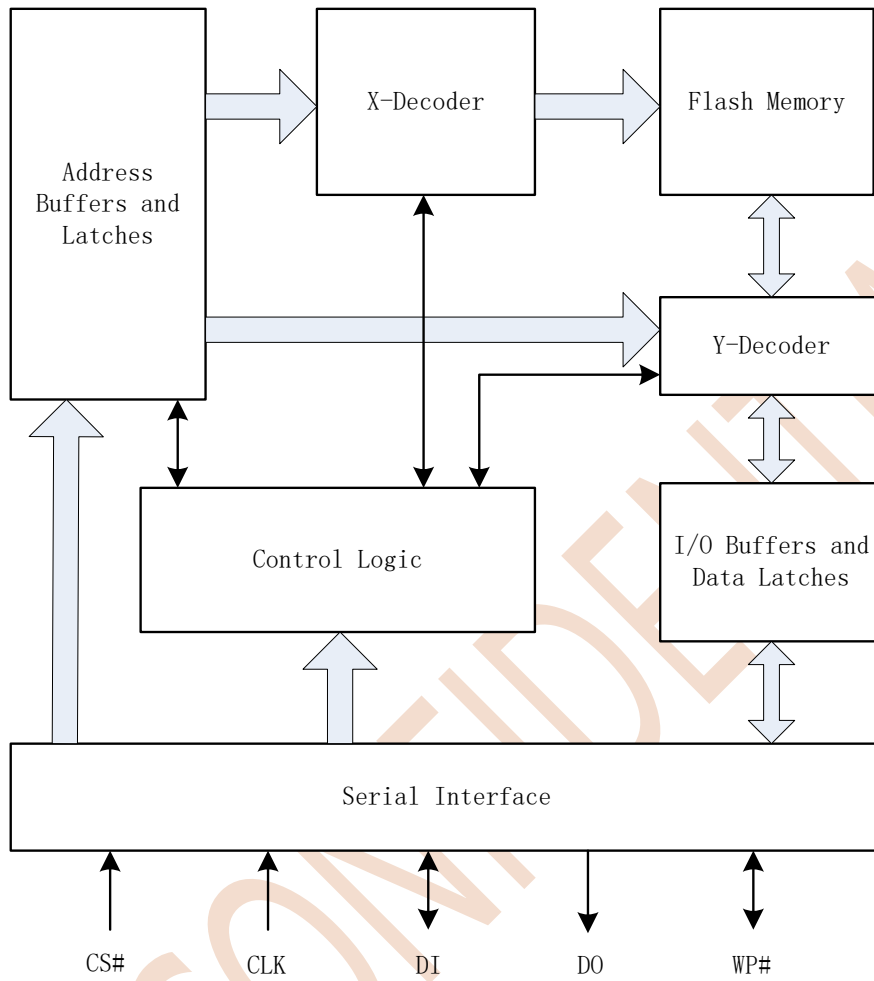 X-Decoder
Flash Memory
Address
Buffers and
Latches
Y-Decoder
Control Logic
I/O Buffers and
Data Latches
Serial Interface
CS#
CLK
DI
DO
WP#
CONFIDENTIA